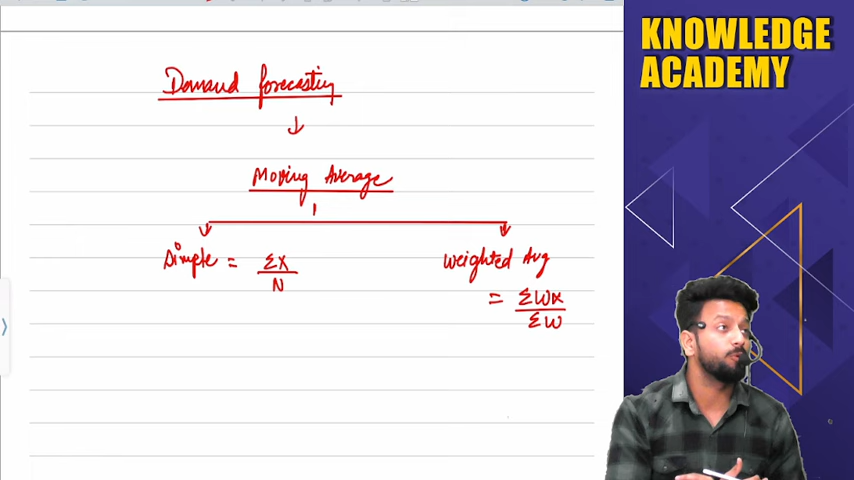 KNOWLEDGE
ACADEMY
Demand forecasting
↓
Moving Average
Simple = ΣX / N
Weighted Avg
= ΣWX / ΣW